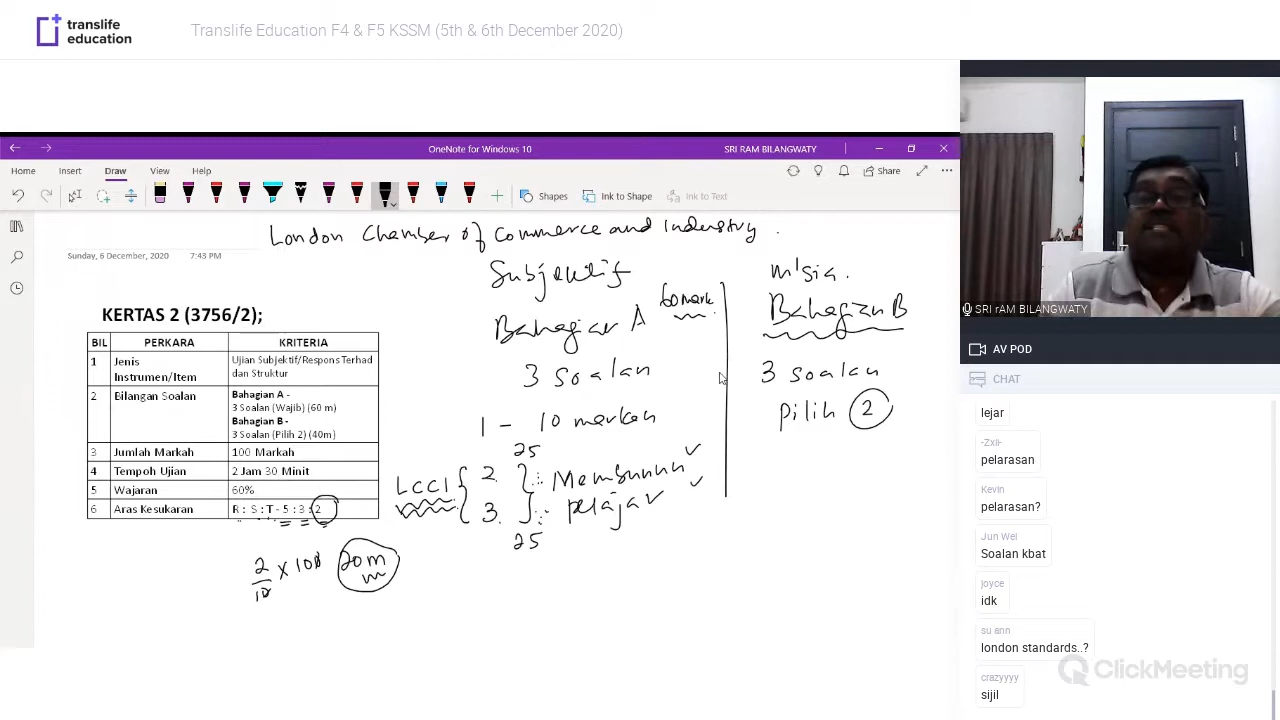 translife
education
Translife Education F4 & F5 KSSM (5th & 6th December 2020)
OneNote for Windows 10
SRI RAM BILANGWATY
Home
Insert
Draw
View
Help
Share
Shapes
Ink to Shape
Ink to Text
London Chamber of Commerce and Industry .
Sunday, 6 December, 2020
7:43 PM
Subjektif
M'sia .
60 mark
Bahagian A
Bahagian B
3 soalan
3 soalan
1 - 10 markah
pilih 2
25
LCCI
2.
Membunuh
3.
pelajar
25
KERTAS 2 (3756/2);
BIL PERKARA KRITERIA
1 Jenis Instrumen/Item Ujian Subjektif/Respons Terhad
dan Struktur
2 Bilangan Soalan Bahagian A -
3 Soalan (Wajib) (60 m)
Bahagian B -
3 Soalan (Pilih 2) (40m)
3 Jumlah Markah 100 Markah
4 Tempoh Ujian 2 Jam 30 Minit
5 Wajaran 60%
6 Aras Kesukaran R : S : T - 5 : 3 : 2
2
10
x 100
20m
m
SRI rAM BILANGWATY
AV POD
CHAT
lejar
-Zxii-
pelarasan
Kevin
pelarasan?
Jun Wei
Soalan kbat
joyce
idk
su ann
london standards..?
crazyyyy
sijil
ClickMeeting